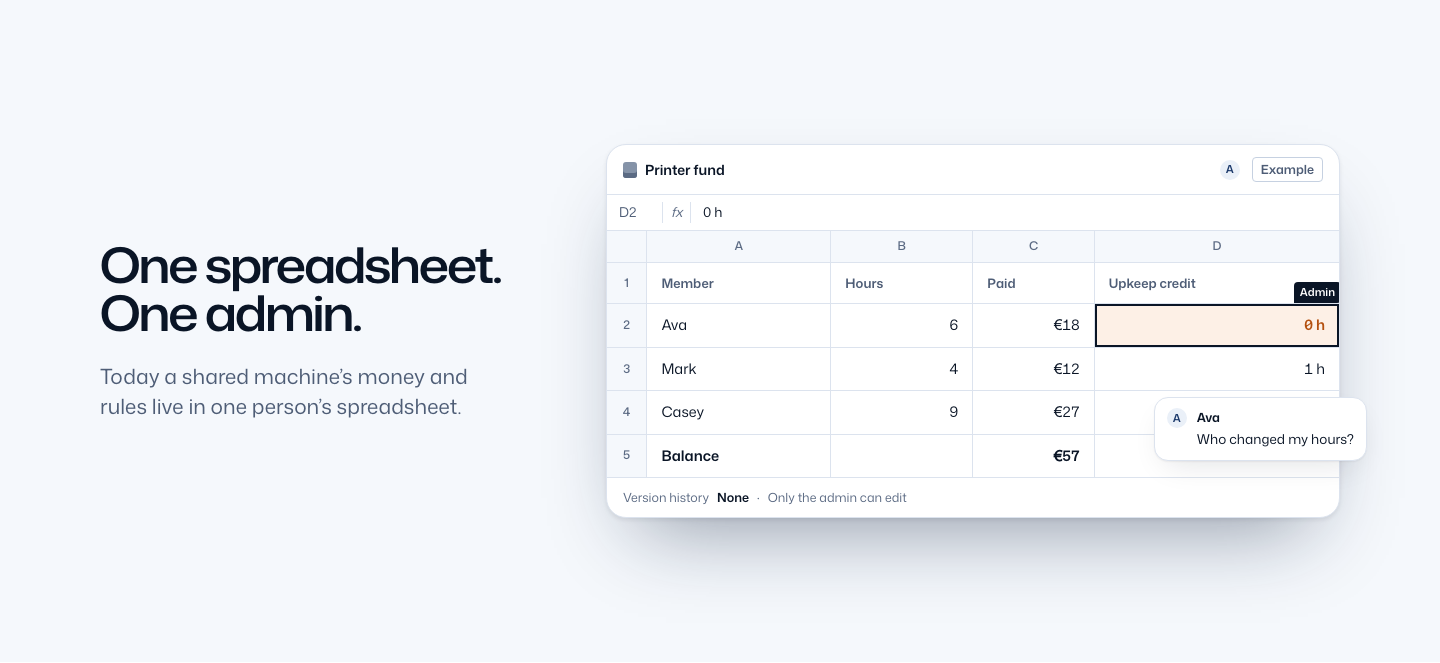 One spreadsheet.
One admin.
Today a shared machine’s money and
rules live in one person’s spreadsheet.
Printer fund
A
Example
D2 fx 0 h
A B C D
1 Member Hours Paid Upkeep credit
Admin
2 Ava 6 €18 0 h
3 Mark 4 €12 1 h
4 Casey 9 €27
A Ava
Who changed my hours?
5 Balance €57
Version history None · Only the admin can edit